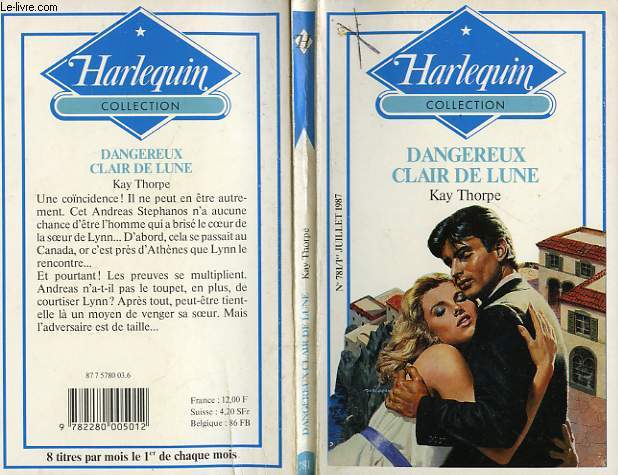 Le-livre.com
Harlequin
COLLECTION
DANGEREUX
CLAIR DE LUNE
Kay Thorpe
Une coïncidence! Il ne peut en être autre-
ment. Cet Andreas Stephanos n'a aucune
chance d'être l'homme qui a brisé le cœur de
la sœur de Lynn... D'abord, cela se passait au
Canada, or c'est près d'Athènes que Lynn le
rencontre...
Et pourtant! Les preuves se multiplient.
Andreas n'a-t-il pas le toupet, en plus, de
courtiser Lynn? Après tout, peut-être tient-
elle là un moyen de venger sa sœur. Mais
l'adversaire est de taille...
87 7 5780 03.6
9 782280 005012
France : 12,00 F
Suisse : 4,20 SFr
Belgique : 86 FB
8 titres par mois le 1er de chaque mois
H
Kay Thorpe
DANGEREUX CLAIR DE LUNE
781
Harlequin
COLLECTION
DANGEREUX
CLAIR DE LUNE
Kay Thorpe
N° 781/1er JUILLET 1987